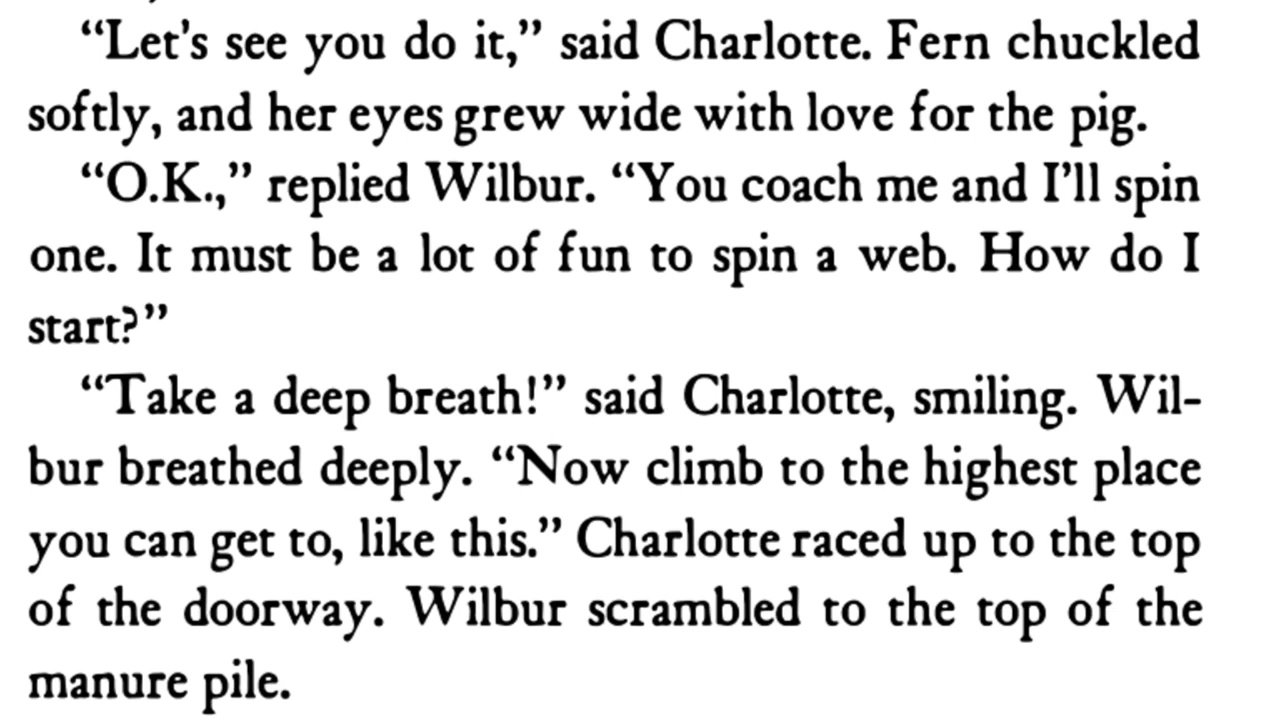 “Let's see you do it,” said Charlotte. Fern chuckled
softly, and her eyes grew wide with love for the pig.
“O.K.,” replied Wilbur. “You coach me and I’ll spin
one. It must be a lot of fun to spin a web. How do I
start?”
“Take a deep breath!” said Charlotte, smiling. Wil-
bur breathed deeply. “Now climb to the highest place
you can get to, like this.” Charlotte raced up to the top
of the doorway. Wilbur scrambled to the top of the
manure pile.